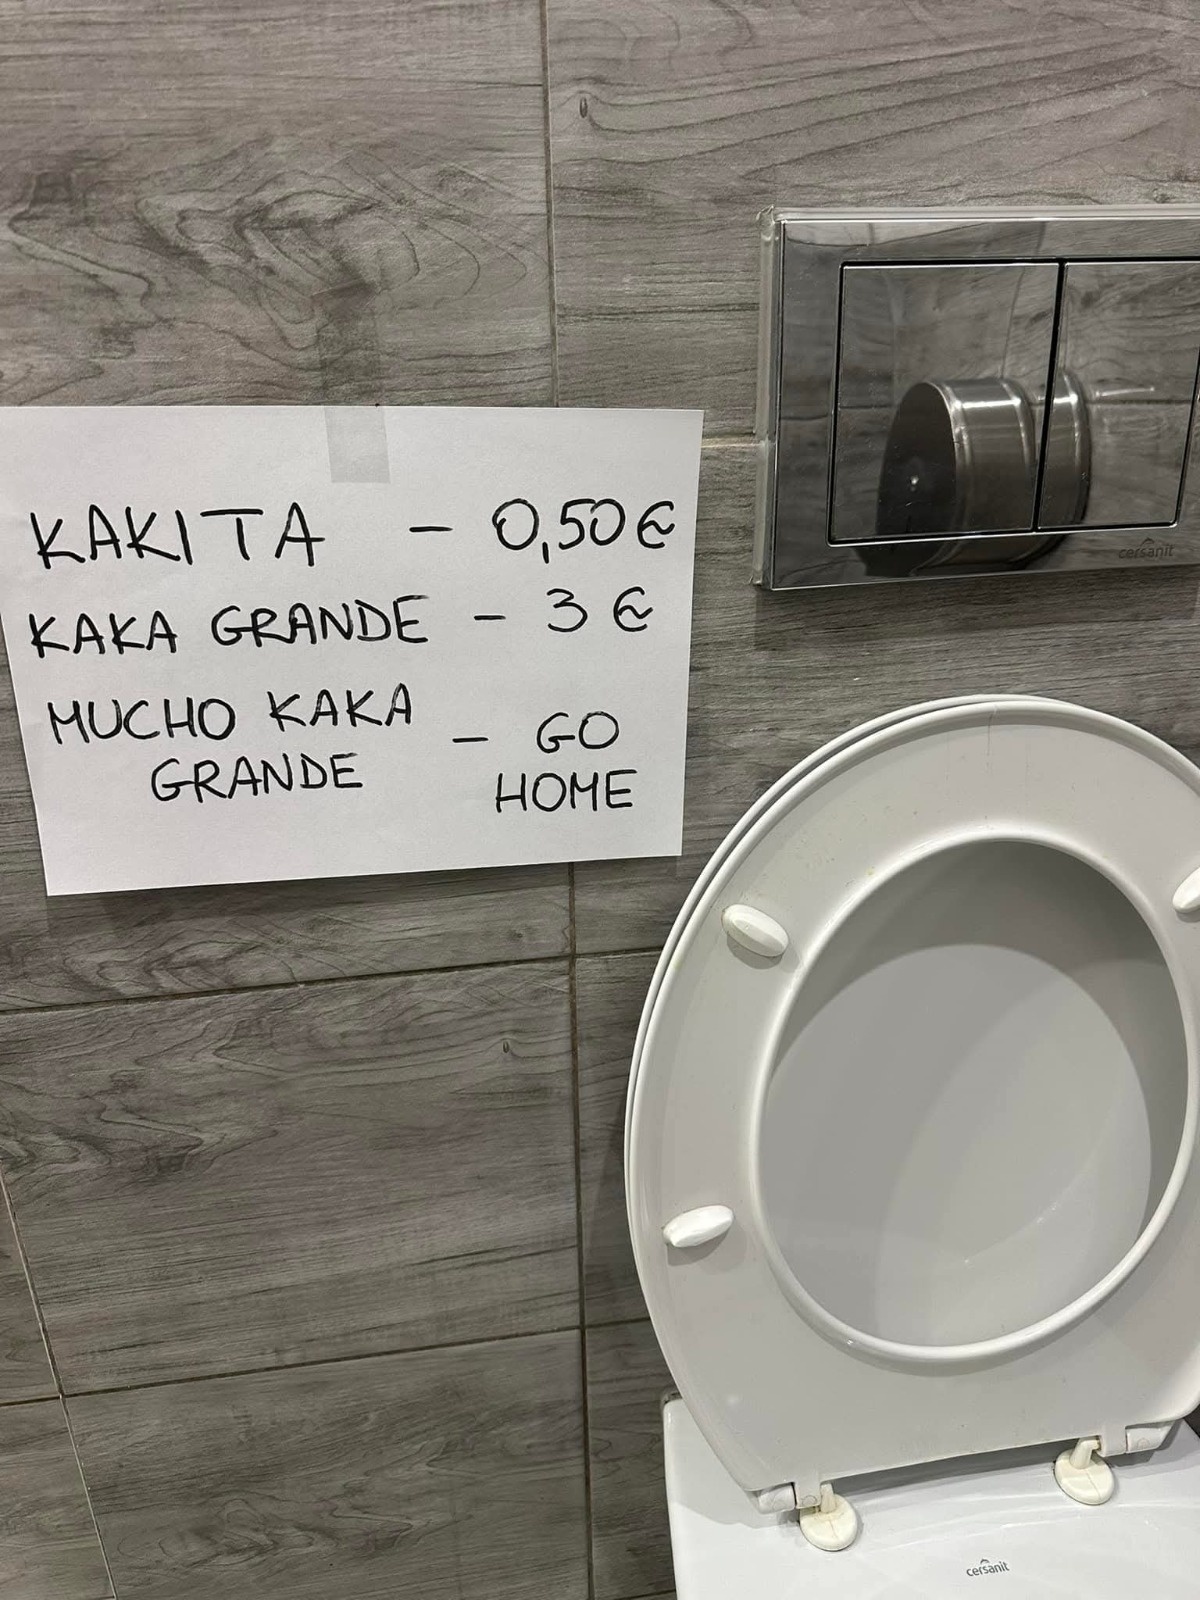 KAKITA - 0,50 €
KAKA GRANDE - 3 €
MUCHO KAKA
GRANDE - GO
HOME
cersanit
cersanit